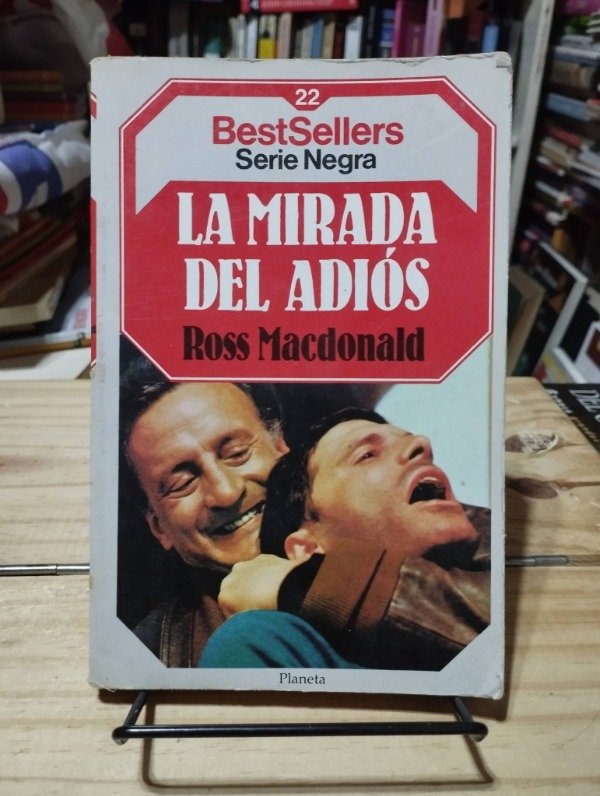 22
BestSellers
Serie Negra
LA MIRADA
DEL ADIÓS
Ross Macdonald
Planeta